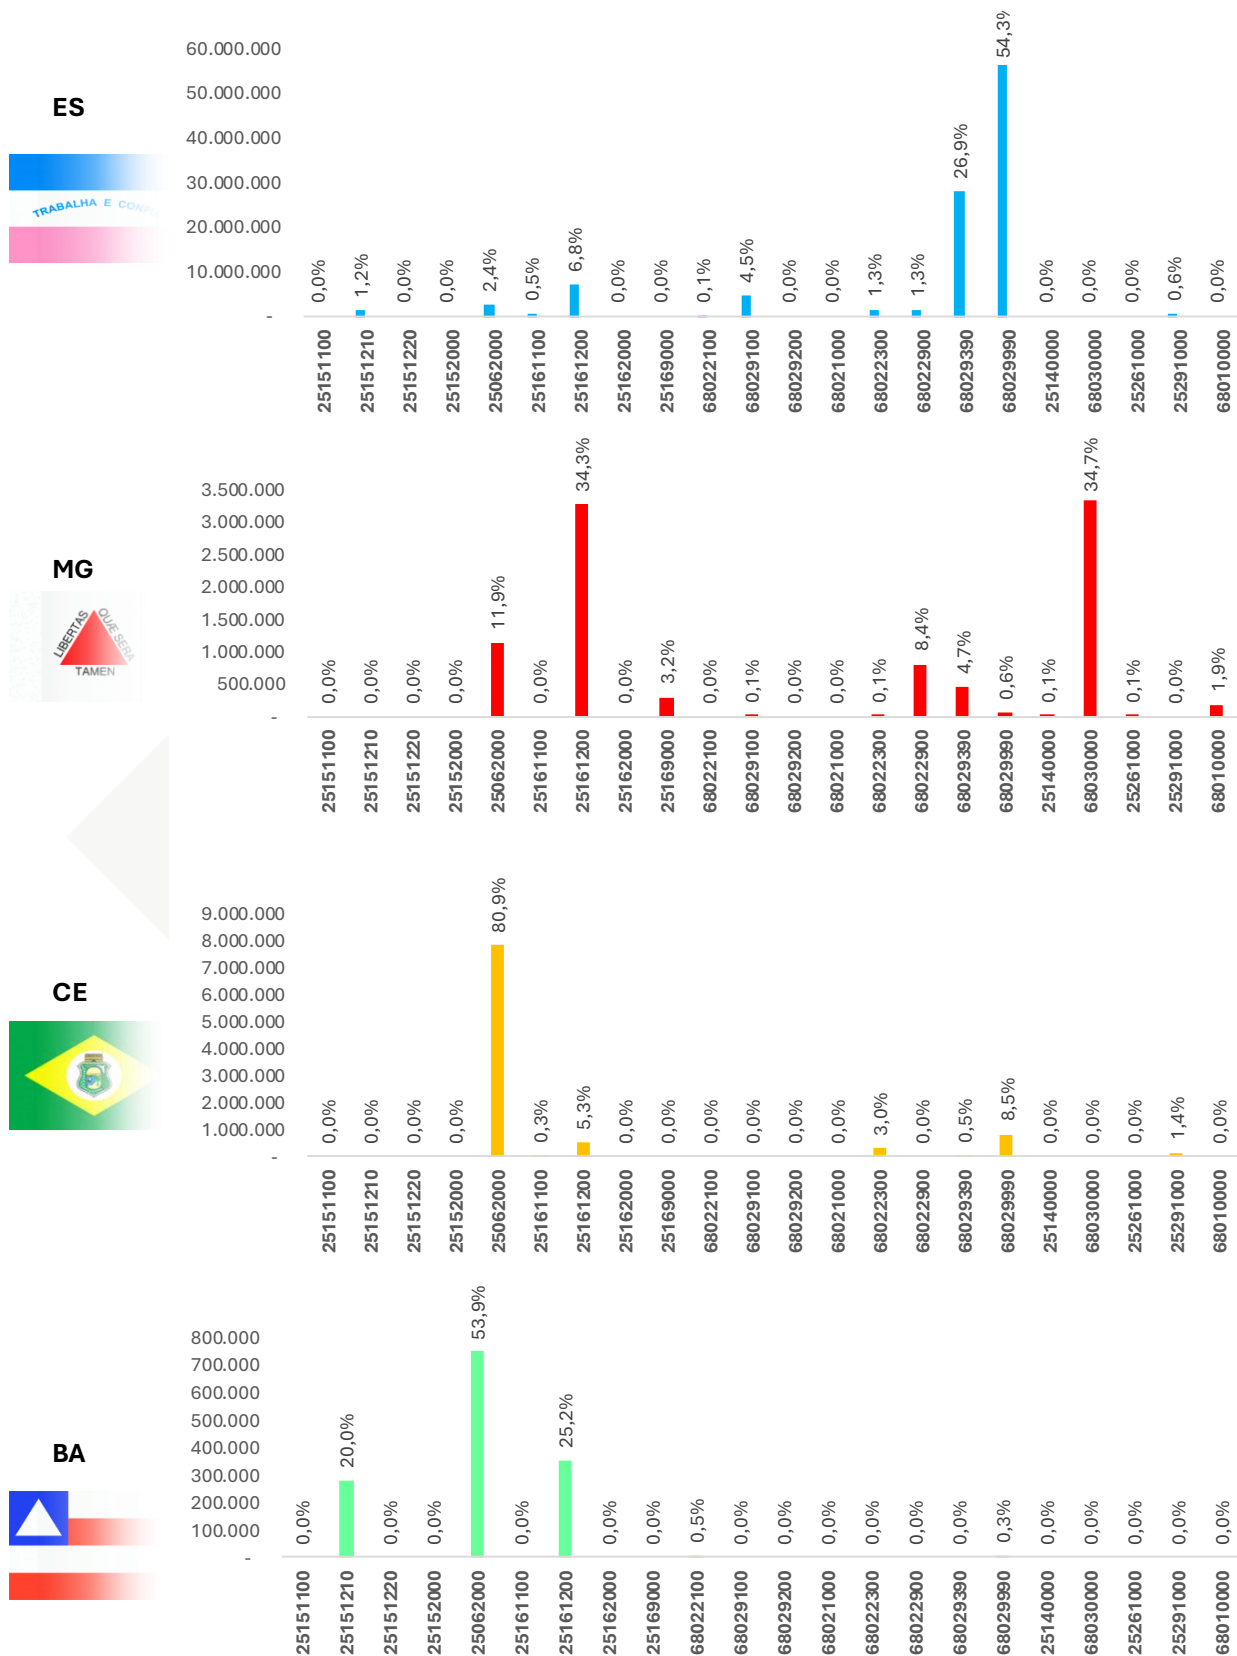 ES
TRABALHA E CONFIA
60.000.000
50.000.000
40.000.000
30.000.000
20.000.000
10.000.000
-
0,0% 1,2% 0,0% 0,0% 2,4% 0,5% 6,8% 0,0% 0,0% 0,1% 4,5% 0,0% 0,0% 1,3% 1,3% 26,9% 54,3% 0,0% 0,0% 0,0% 0,6% 0,0%
25151100 25151210 25151220 25152000 25062000 25161100 25161200 25162000 25169000 68022100 68029100 68029200 68021000 68022300 68022900 68029390 68029990 25140000 68030000 25261000 25291000 68010000
MG
LIBERTAS QUÆ SERA TAMEN
3.500.000
3.000.000
2.500.000
2.000.000
1.500.000
1.000.000
500.000
-
0,0% 0,0% 0,0% 0,0% 11,9% 0,0% 34,3% 0,0% 3,2% 0,0% 0,1% 0,0% 0,0% 0,1% 8,4% 4,7% 0,6% 0,1% 34,7% 0,1% 0,0% 1,9%
25151100 25151210 25151220 25152000 25062000 25161100 25161200 25162000 25169000 68022100 68029100 68029200 68021000 68022300 68022900 68029390 68029990 25140000 68030000 25261000 25291000 68010000
CE
9.000.000
8.000.000
7.000.000
6.000.000
5.000.000
4.000.000
3.000.000
2.000.000
1.000.000
-
0,0% 0,0% 0,0% 0,0% 80,9% 0,3% 5,3% 0,0% 0,0% 0,0% 0,0% 0,0% 0,0% 3,0% 0,0% 0,5% 8,5% 0,0% 0,0% 0,0% 1,4% 0,0%
25151100 25151210 25151220 25152000 25062000 25161100 25161200 25162000 25169000 68022100 68029100 68029200 68021000 68022300 68022900 68029390 68029990 25140000 68030000 25261000 25291000 68010000
BA
800.000
700.000
600.000
500.000
400.000
300.000
200.000
100.000
-
0,0% 20,0% 0,0% 0,0% 53,9% 0,0% 25,2% 0,0% 0,0% 0,5% 0,0% 0,0% 0,0% 0,0% 0,0% 0,0% 0,3% 0,0% 0,0% 0,0% 0,0% 0,0%
25151100 25151210 25151220 25152000 25062000 25161100 25161200 25162000 25169000 68022100 68029100 68029200 68021000 68022300 68022900 68029390 68029990 25140000 68030000 25261000 25291000 68010000